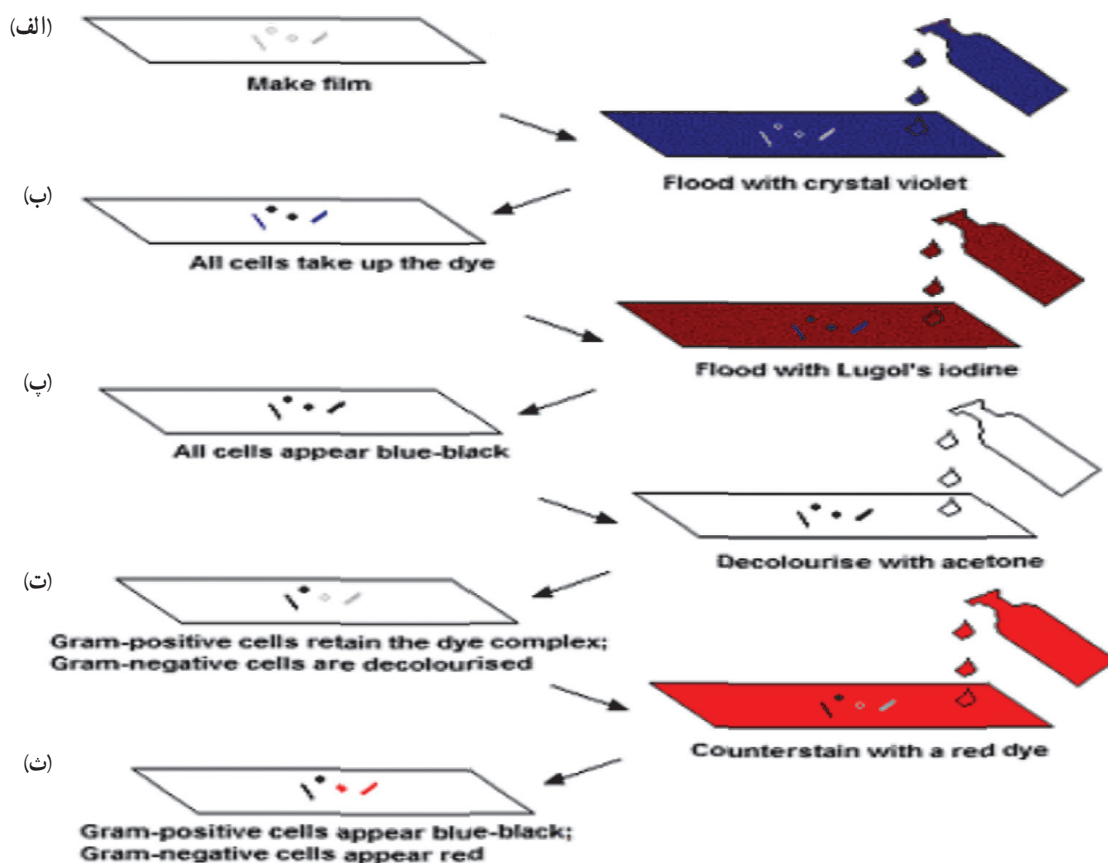 (الف)
Make film
Flood with crystal violet
(ب)
All cells take up the dye
Flood with Lugol's iodine
(پ)
All cells appear blue-black
Decolourise with acetone
(ت)
Gram-positive cells retain the dye complex;
Gram-negative cells are decolourised
Counterstain with a red dye
(ث)
Gram-positive cells appear blue-black;
Gram-negative cells appear red